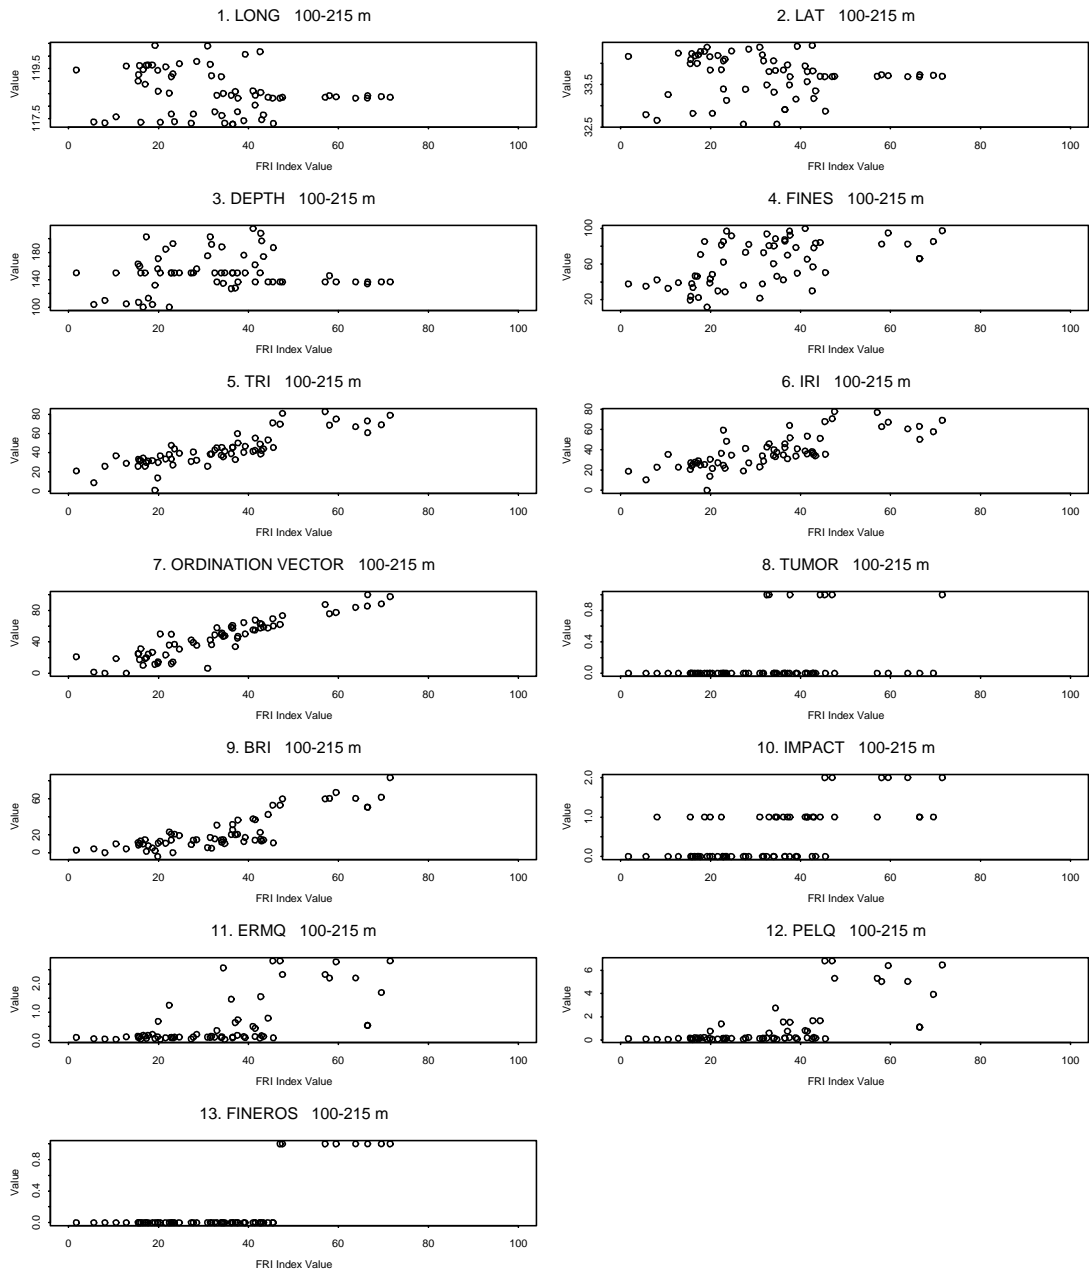 1. LONG 100-215 m
Value
117.5 119.5
0 20 40 60 80 100
FRI Index Value
2. LAT 100-215 m
Value
32.5 33.5
0 20 40 60 80 100
FRI Index Value
3. DEPTH 100-215 m
Value
100 140 180
0 20 40 60 80 100
FRI Index Value
4. FINES 100-215 m
Value
20 60 100
0 20 40 60 80 100
FRI Index Value
5. TRI 100-215 m
Value
0 20 40 60 80
0 20 40 60 80 100
FRI Index Value
6. IRI 100-215 m
Value
0 20 40 60 80
0 20 40 60 80 100
FRI Index Value
7. ORDINATION VECTOR 100-215 m
Value
0 40 80
0 20 40 60 80 100
FRI Index Value
8. TUMOR 100-215 m
Value
0.0 0.4 0.8
0 20 40 60 80 100
FRI Index Value
9. BRI 100-215 m
Value
0 20 60
0 20 40 60 80 100
FRI Index Value
10. IMPACT 100-215 m
Value
0.0 1.0 2.0
0 20 40 60 80 100
FRI Index Value
11. ERMQ 100-215 m
Value
0.0 1.0 2.0
0 20 40 60 80 100
FRI Index Value
12. PELQ 100-215 m
Value
0 2 4 6
0 20 40 60 80 100
FRI Index Value
13. FINEROS 100-215 m
Value
0.0 0.4 0.8
0 20 40 60 80 100
FRI Index Value